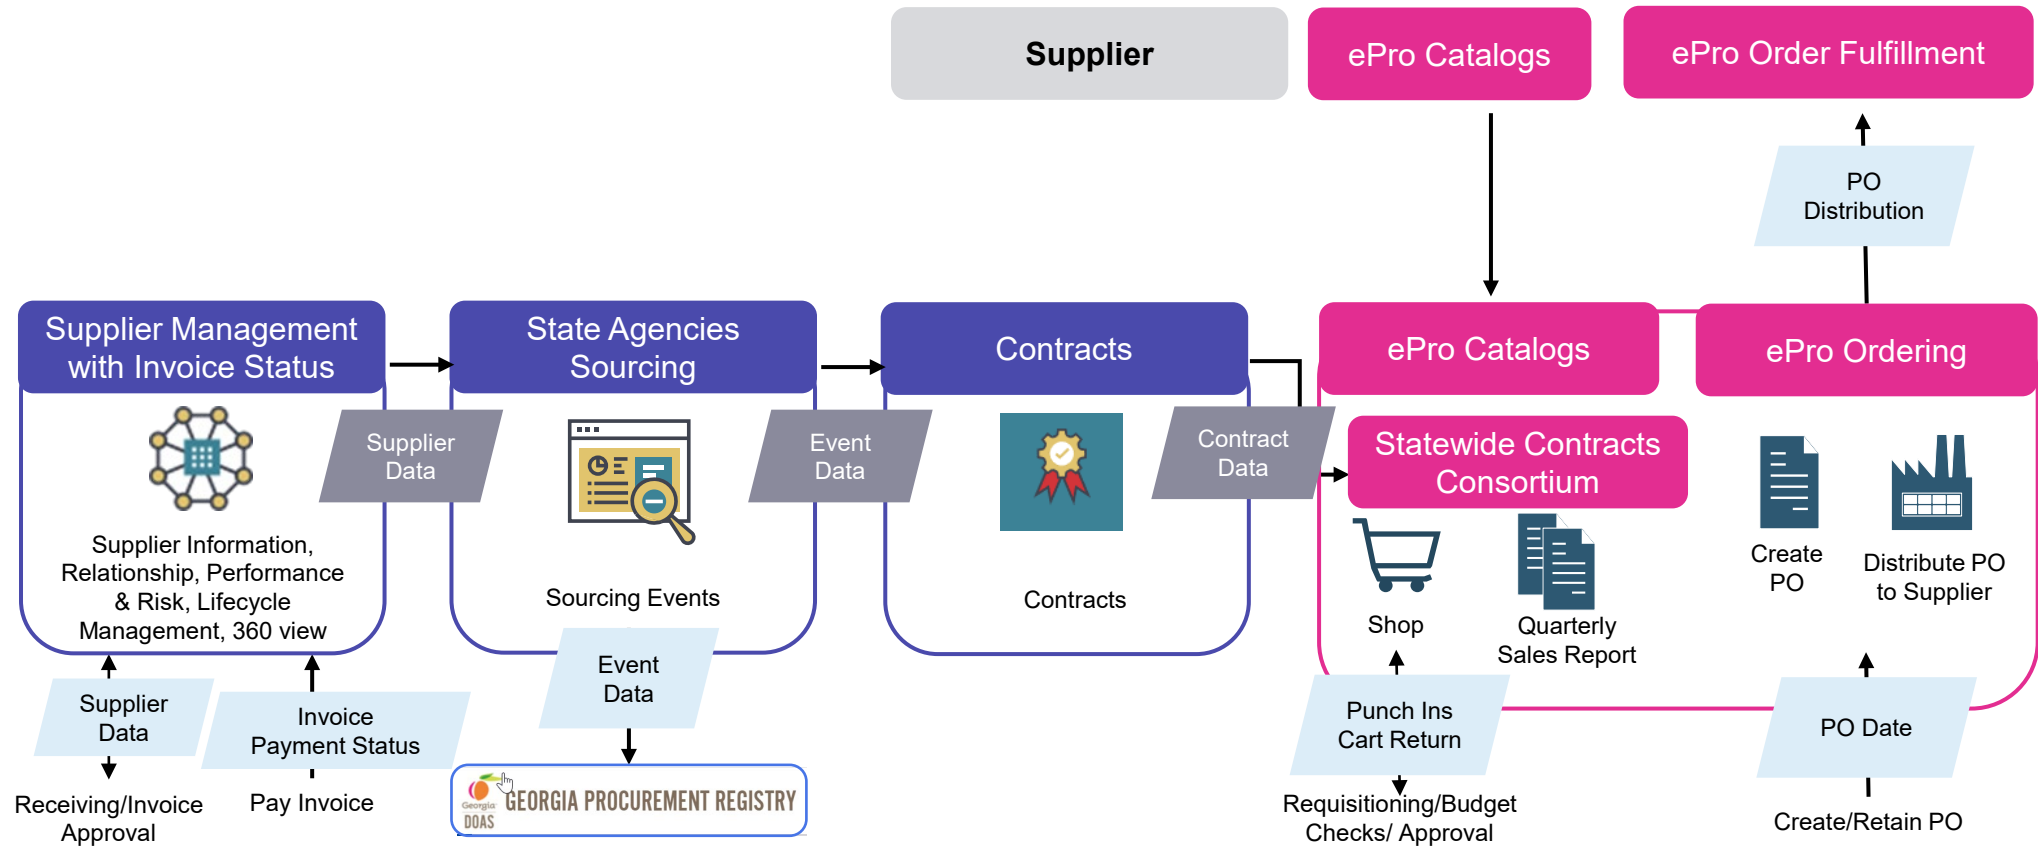 Supplier
ePro Catalogs
ePro Order Fulfillment
PO
Distribution
Supplier Management
with Invoice Status
State Agencies
Sourcing
Contracts
ePro Catalogs
ePro Ordering
Supplier
Data
Event
Data
Contract
Data
Statewide Contracts
Consortium
Supplier Information,
Relationship, Performance
& Risk, Lifecycle
Management, 360 view
Sourcing Events
Contracts
Shop
Quarterly
Sales Report
Create
PO
Distribute PO
to Supplier
Supplier
Data
Invoice
Payment Status
Event
Data
Punch Ins
Cart Return
PO Date
Receiving/Invoice
Approval
Pay Invoice
Georgia
DOAS
GEORGIA PROCUREMENT REGISTRY
Requisitioning/Budget
Checks/ Approval
Create/Retain PO